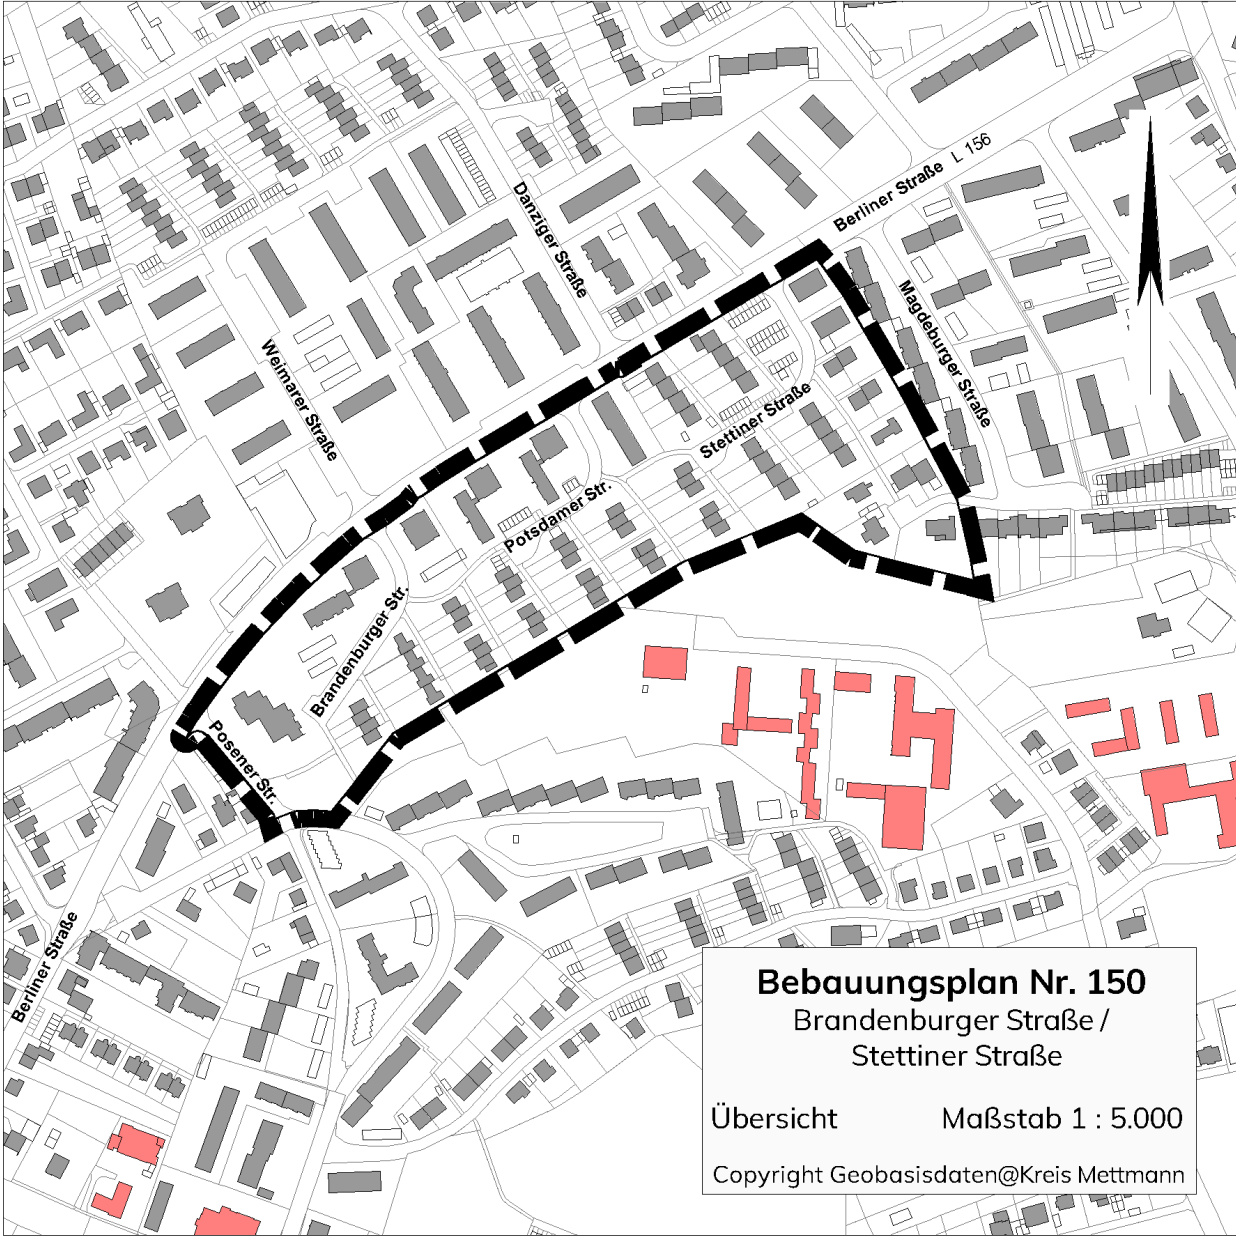 Berliner Straße L 156
Danziger Straße
Magdeburger Straße
Weimarer Straße
Stettiner Straße
Potsdamer Str.
Brandenburger Str.
Posener Str.
Berliner Straße
Bebauungsplan Nr. 150
Brandenburger Straße /
Stettiner Straße
Übersicht Maßstab 1 : 5.000
Copyright Geobasisdaten@Kreis Mettmann